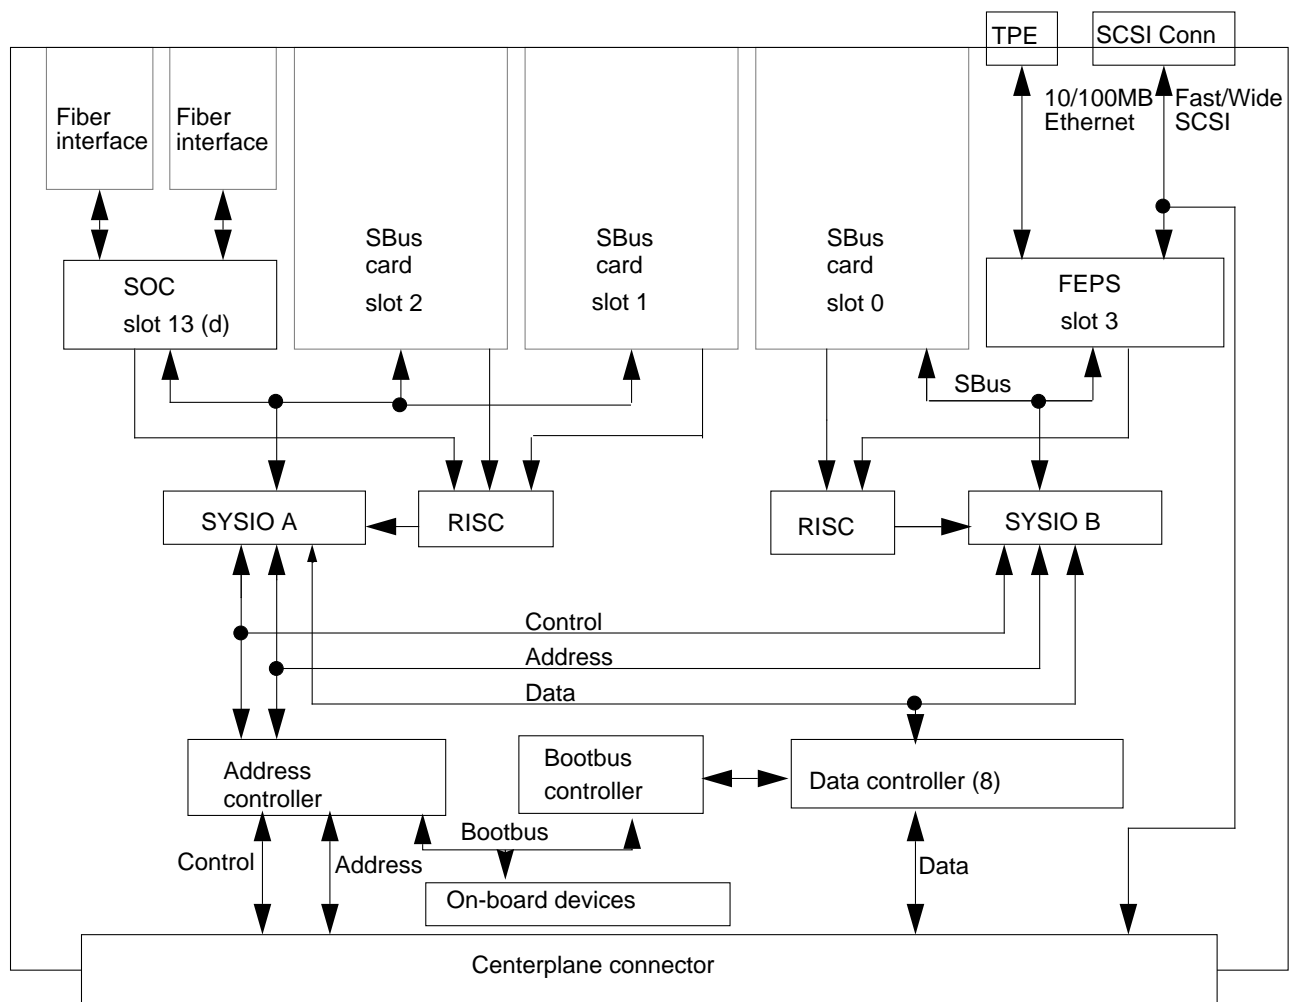 TPE
SCSI Conn
10/100MB
Ethernet
Fast/Wide
SCSI
Fiber
interface
Fiber
interface
SBus
card
slot 2
SBus
card
slot 1
SBus
card
slot 0
SOC
slot 13 (d)
FEPS
slot 3
SBus
SYSIO A
RISC
RISC
SYSIO B
Control
Address
Data
Address
controller
Bootbus
controller
Data controller (8)
Bootbus
Control
Address
Data
On-board devices
Centerplane connector